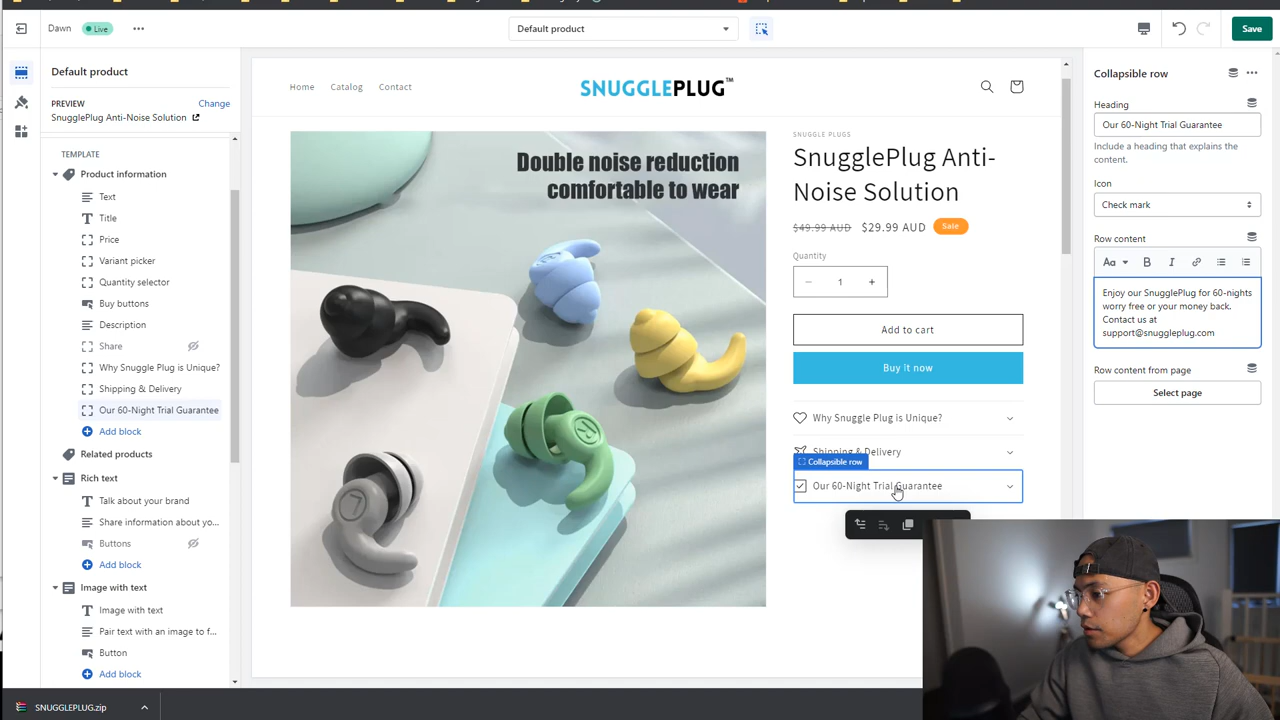 Dawn
Live
Default product
Save
Default product
PREVIEW
Change
SnugglePlug Anti-Noise Solution
TEMPLATE
Product information
Text
Title
Price
Variant picker
Quantity selector
Buy buttons
Description
Share
Why Snuggle Plug is Unique?
Shipping & Delivery
Our 60-Night Trial Guarantee
Add block
Related products
Rich text
Talk about your brand
Share information about yo...
Buttons
Add block
Image with text
Image with text
Pair text with an image to f...
Button
Add block
Home
Catalog
Contact
SNUGGLEPLUG™
Double noise reduction
comfortable to wear
SNUGGLE PLUGS
SnugglePlug Anti-
Noise Solution
$49.99 AUD $29.99 AUD Sale
Quantity
1
Add to cart
Buy it now
Why Snuggle Plug is Unique?
Shipping & Delivery
Collapsible row
Our 60-Night Trial Guarantee
Collapsible row
Heading
Our 60-Night Trial Guarantee
Include a heading that explains the
content.
Icon
Check mark
Row content
Aa B I
Enjoy our SnugglePlug for 60-nights
worry free or your money back.
Contact us at
support@snuggleplug.com
Row content from page
Select page
SNUGGLEPLUG.zip